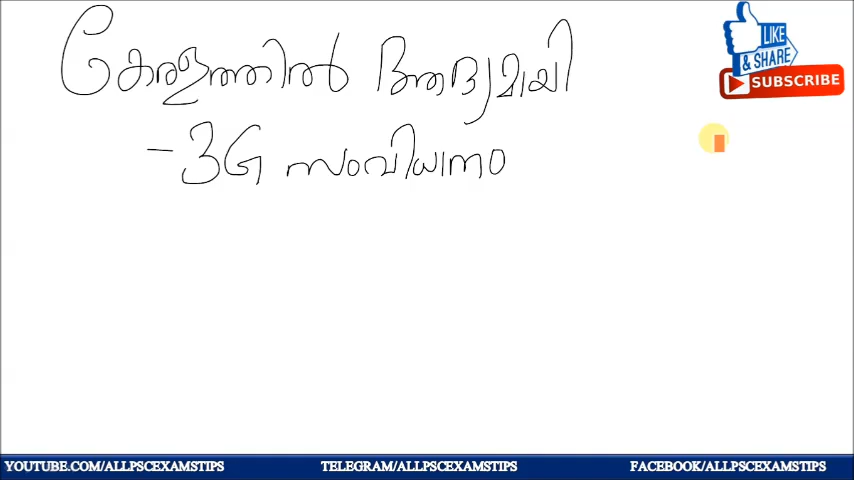 കേരളത്തിൽ ആദ്യമായി
- 3G സംവിധാനം
LIKE
& SHARE
SUBSCRIBE
YOUTUBE.COM/ALLPSCEXAMSTIPS TELEGRAM/ALLPSCEXAMSTIPS FACEBOOK/ALLPSCEXAMSTIPS